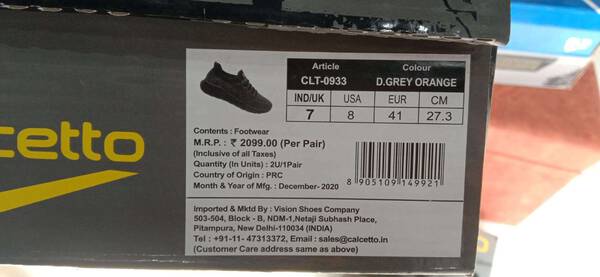 cetto
Article Colour
CLT-0933 D.GREY ORANGE
IND/UK USA EUR CM
7 8 41 27.3
Contents : Footwear
M.R.P. : ₹ 2099.00 (Per Pair)
(Inclusive of all Taxes)
Quantity (In Units) : 2U/1Pair
Country of Origin : PRC
Month & Year of Mfg. : December- 2020
8 905109 149921
Imported & Mktd By : Vision Shoes Company
503-504, Block - B, NDM-1,Netaji Subhash Place,
Pitampura, New Delhi-110034 (INDIA)
Tel : +91-11- 47313372, Email : sales@calcetto.in
(Customer Care address same as above)